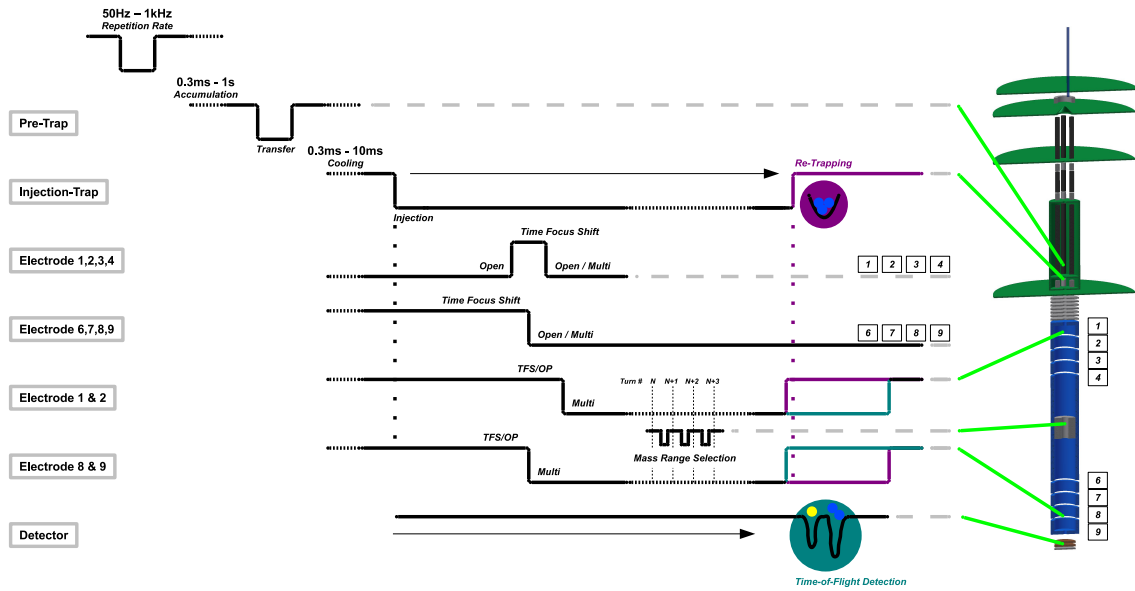 50Hz – 1kHz
Repetition Rate
0.3ms - 1s
Accumulation
Pre-Trap
Transfer
0.3ms - 10ms
Cooling
Re-Trapping
Injection-Trap
Injection
Time Focus Shift
Electrode 1,2,3,4
Open
Open / Multi
1 2 3 4
Time Focus Shift
Electrode 6,7,8,9
Open / Multi
6 7 8 9
1
2
3
4
TFS/OP
Turn # N N+1 N+2 N+3
Electrode 1 & 2
Multi
TFS/OP
Mass Range Selection
Electrode 8 & 9
Multi
6
7
8
9
Detector
Time-of-Flight Detection